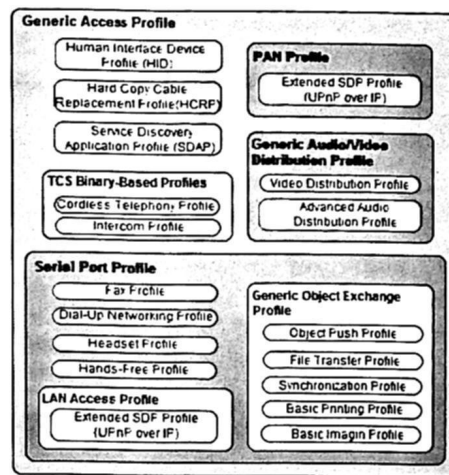 Generic Access Profile
Human Interface Device
Profile (HID)
Hard Copy Cable
Replacement Profile(HCRP)
Service Discovery
Application Profile (SDAP)
TCS Binary-Based Profiles
Cordless Telephony Profile
Intercom Profile
PAN Profile
Extended SDP Profile
(UPnP over IP)
Generic Audio/Video
Distribution Profile
Video Distribution Profile
Advanced Audio
Distribution Profile
Serial Port Profile
Fax Profile
Dial-Up Networking Profile
Headset Profile
Hands-Free Profile
LAN Access Profile
Extended SDP Profile
(UPnP over IP)
Generic Object Exchange
Profile
Object Push Profile
File Transfer Profile
Synchronization Profile
Basic Printing Profile
Basic Imagin Profile